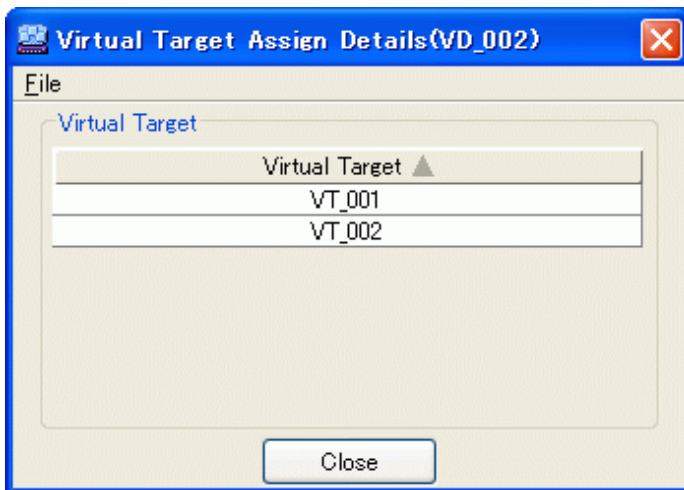 Virtual Target Assign Details(VD_002)
File
Virtual Target
Virtual Target
VT_001
VT_002
Close